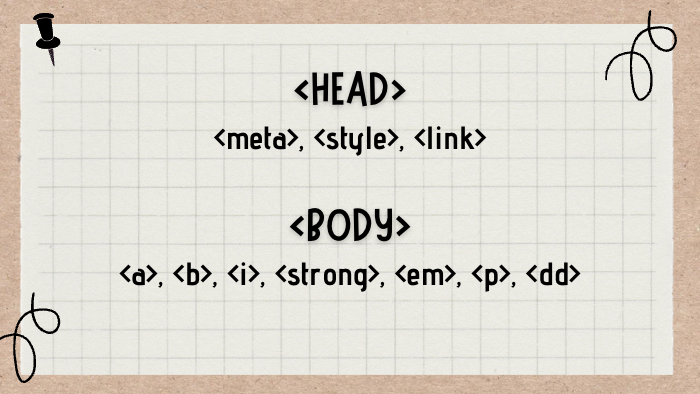 <HEAD>
<meta>, <style>, <link>
<BODY>
<a>, <b>, <i>, <strong>, <em>, <p>, <dd>